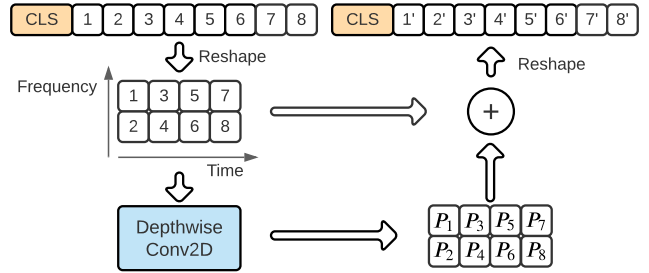 CLS 1 2 3 4 5 6 7 8
CLS 1' 2' 3' 4' 5' 6' 7' 8'
Reshape
Reshape
Frequency
1 3 5 7
2 4 6 8
+
Time
Depthwise
Conv2D
P1 P3 P5 P7
P2 P4 P6 P8